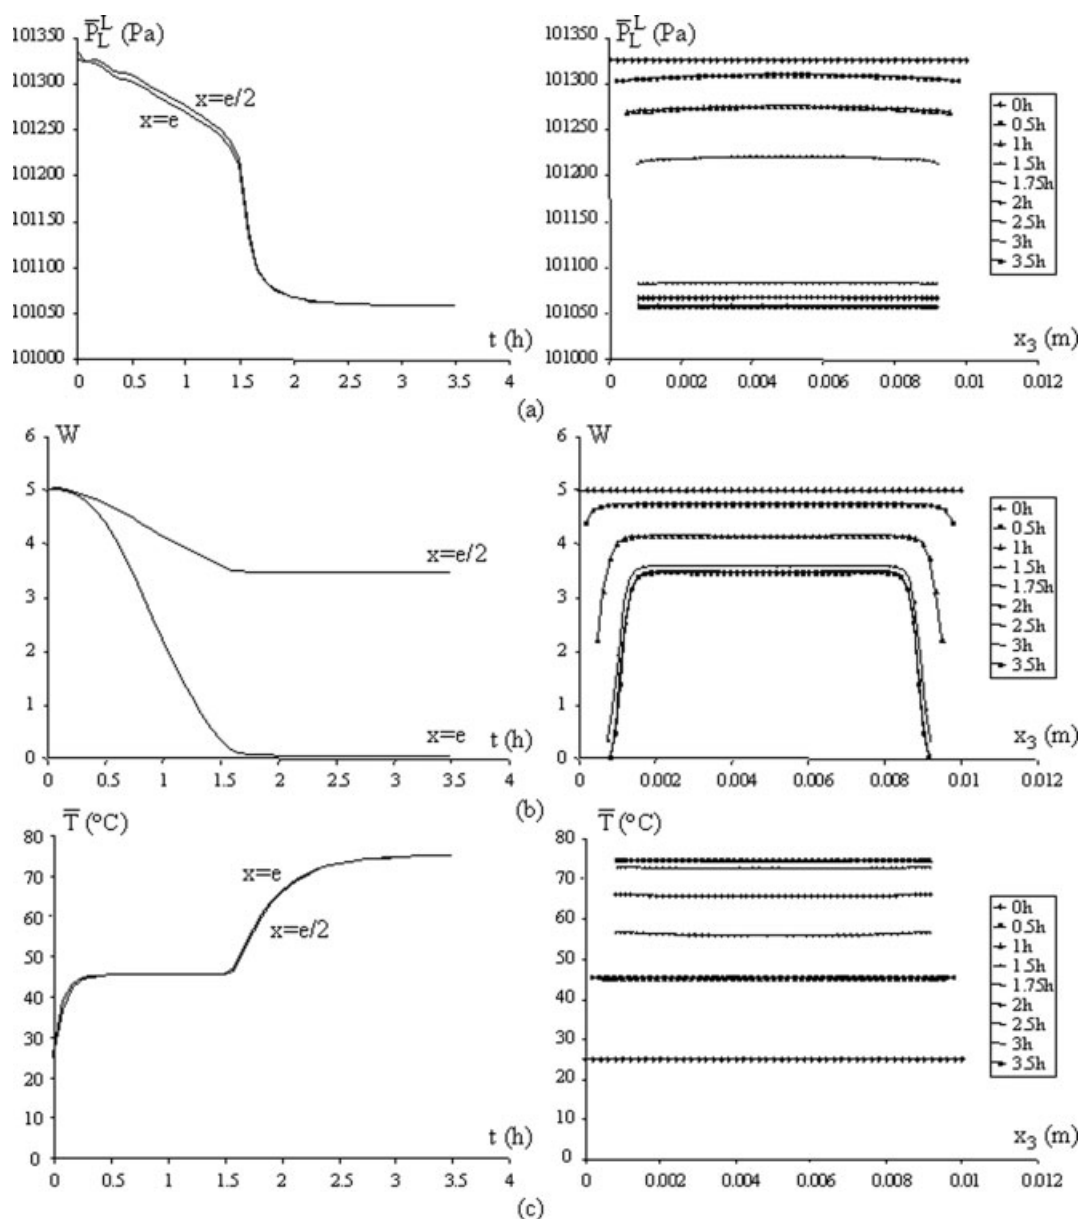 P̅_L^L (Pa)
101350
101300
101250
101200
101150
101100
101050
101000
x=e/2
x=e
t (h)
0 0.5 1 1.5 2 2.5 3 3.5 4
P̅_L^L (Pa)
101350
101300
101250
101200
101150
101100
101050
101000
0h
0.5h
1h
1.5h
1.75h
2h
2.5h
3h
3.5h
x₃ (m)
0 0.002 0.004 0.006 0.008 0.01 0.012
(a)
W
6
5
4
3
2
1
0
x=e/2
x=e
t (h)
0 0.5 1 1.5 2 2.5 3 3.5 4
W
6
5
4
3
2
1
0
0h
0.5h
1h
1.5h
1.75h
2h
2.5h
3h
3.5h
x₃ (m)
0 0.002 0.004 0.006 0.008 0.01 0.012
(b)
T̅ (°C)
80
70
60
50
40
30
20
10
0
x=e
x=e/2
t (h)
0 0.5 1 1.5 2 2.5 3 3.5 4
T̅ (°C)
80
70
60
50
40
30
20
10
0
0h
0.5h
1h
1.5h
1.75h
2h
2.5h
3h
3.5h
x₃ (m)
0 0.002 0.004 0.006 0.008 0.01 0.012
(c)